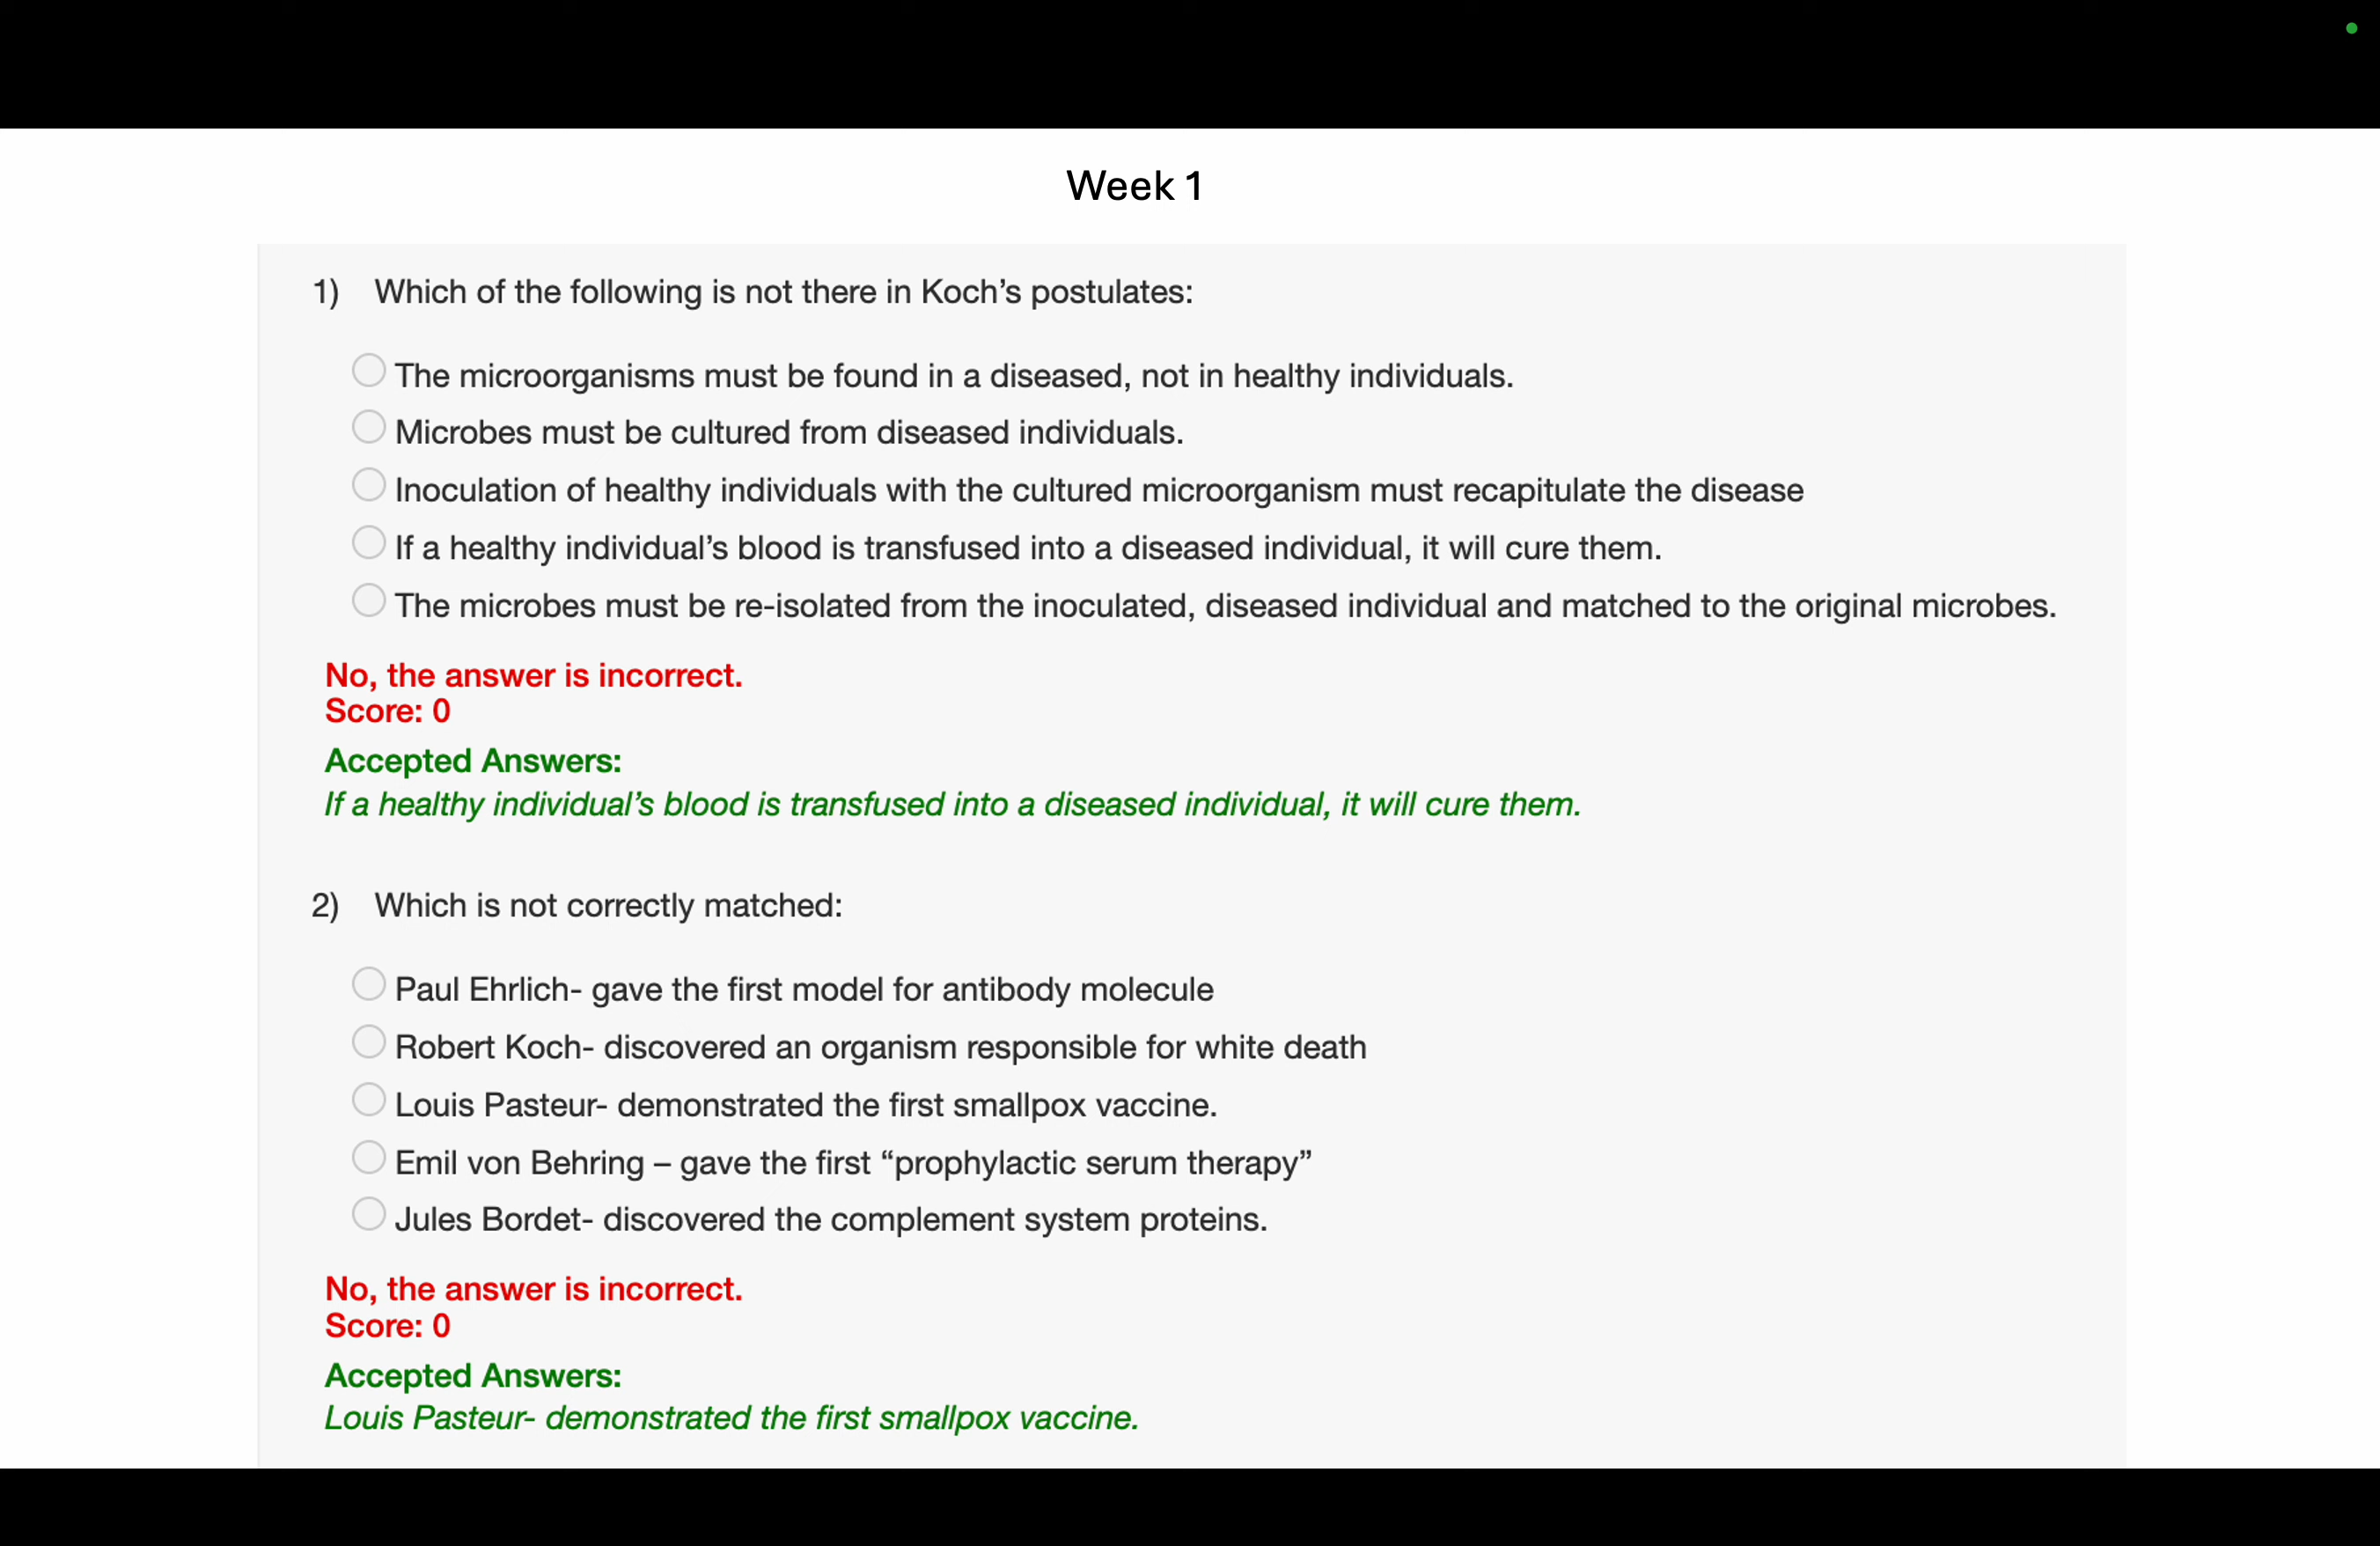 Week 1
1) Which of the following is not there in Koch’s postulates:
The microorganisms must be found in a diseased, not in healthy individuals.
Microbes must be cultured from diseased individuals.
Inoculation of healthy individuals with the cultured microorganism must recapitulate the disease
If a healthy individual’s blood is transfused into a diseased individual, it will cure them.
The microbes must be re-isolated from the inoculated, diseased individual and matched to the original microbes.
No, the answer is incorrect.
Score: 0
Accepted Answers:
If a healthy individual’s blood is transfused into a diseased individual, it will cure them.
2) Which is not correctly matched:
Paul Ehrlich- gave the first model for antibody molecule
Robert Koch- discovered an organism responsible for white death
Louis Pasteur- demonstrated the first smallpox vaccine.
Emil von Behring – gave the first “prophylactic serum therapy”
Jules Bordet- discovered the complement system proteins.
No, the answer is incorrect.
Score: 0
Accepted Answers:
Louis Pasteur- demonstrated the first smallpox vaccine.